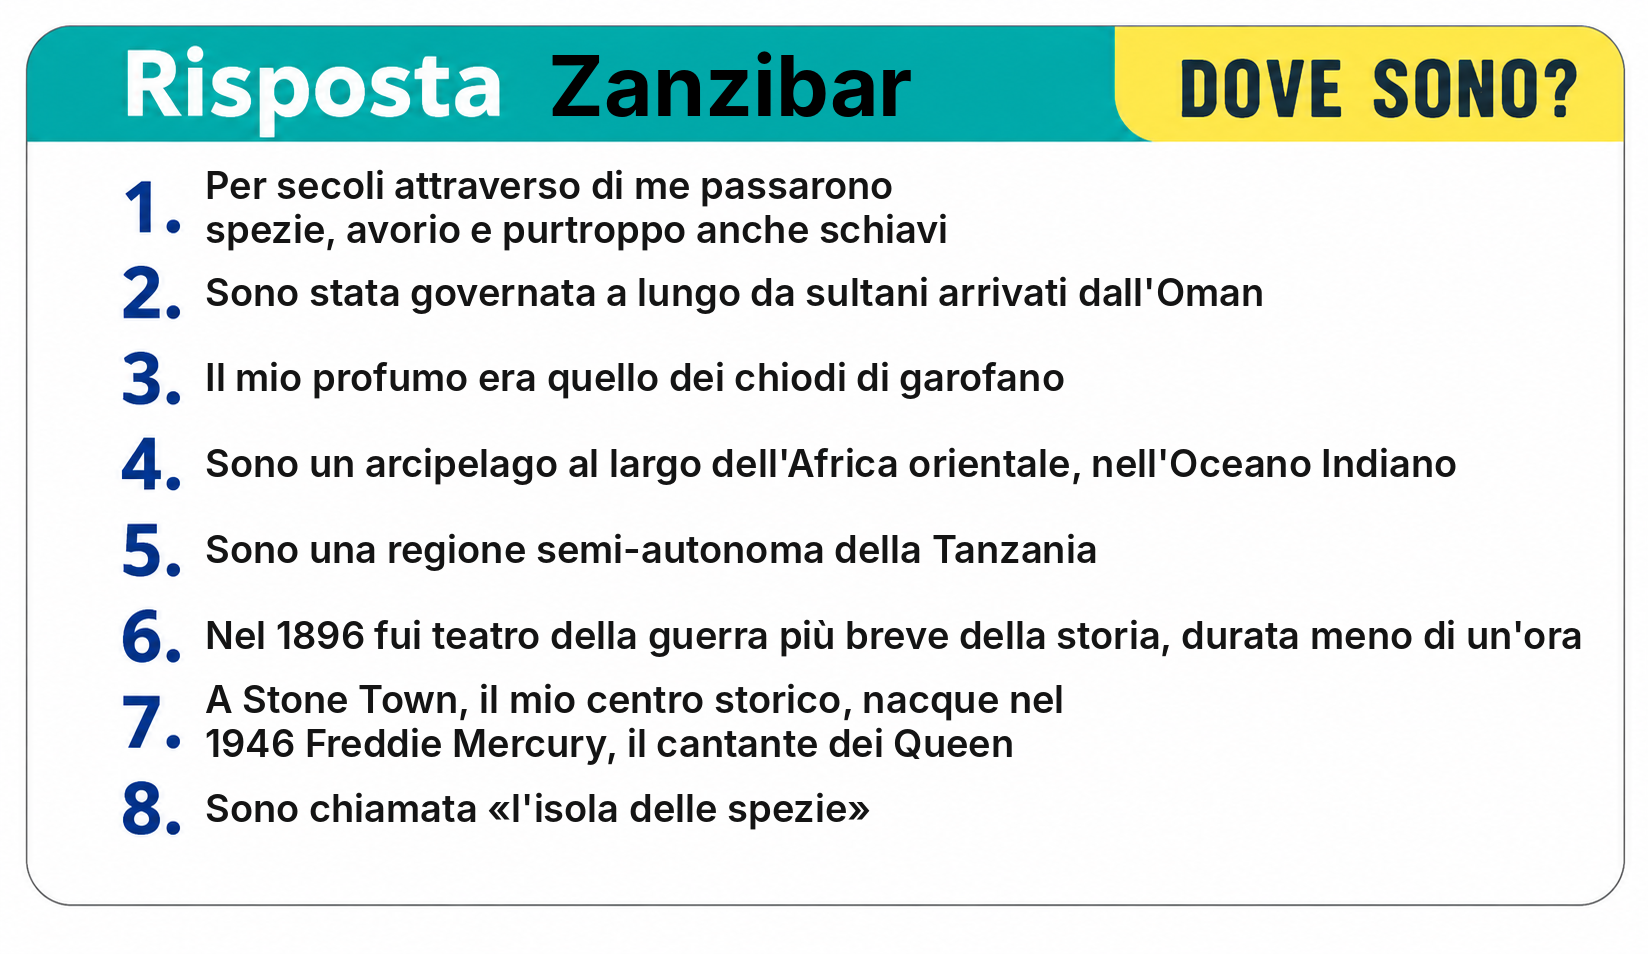 Risposta Zanzibar
DOVE SONO?
1. Per secoli attraverso di me passarono
spezie, avorio e purtroppo anche schiavi
2. Sono stata governata a lungo da sultani arrivati dall'Oman
3. Il mio profumo era quello dei chiodi di garofano
4. Sono un arcipelago al largo dell'Africa orientale, nell'Oceano Indiano
5. Sono una regione semi-autonoma della Tanzania
6. Nel 1896 fui teatro della guerra più breve della storia, durata meno di un'ora
7. A Stone Town, il mio centro storico, nacque nel
1946 Freddie Mercury, il cantante dei Queen
8. Sono chiamata «l'isola delle spezie»